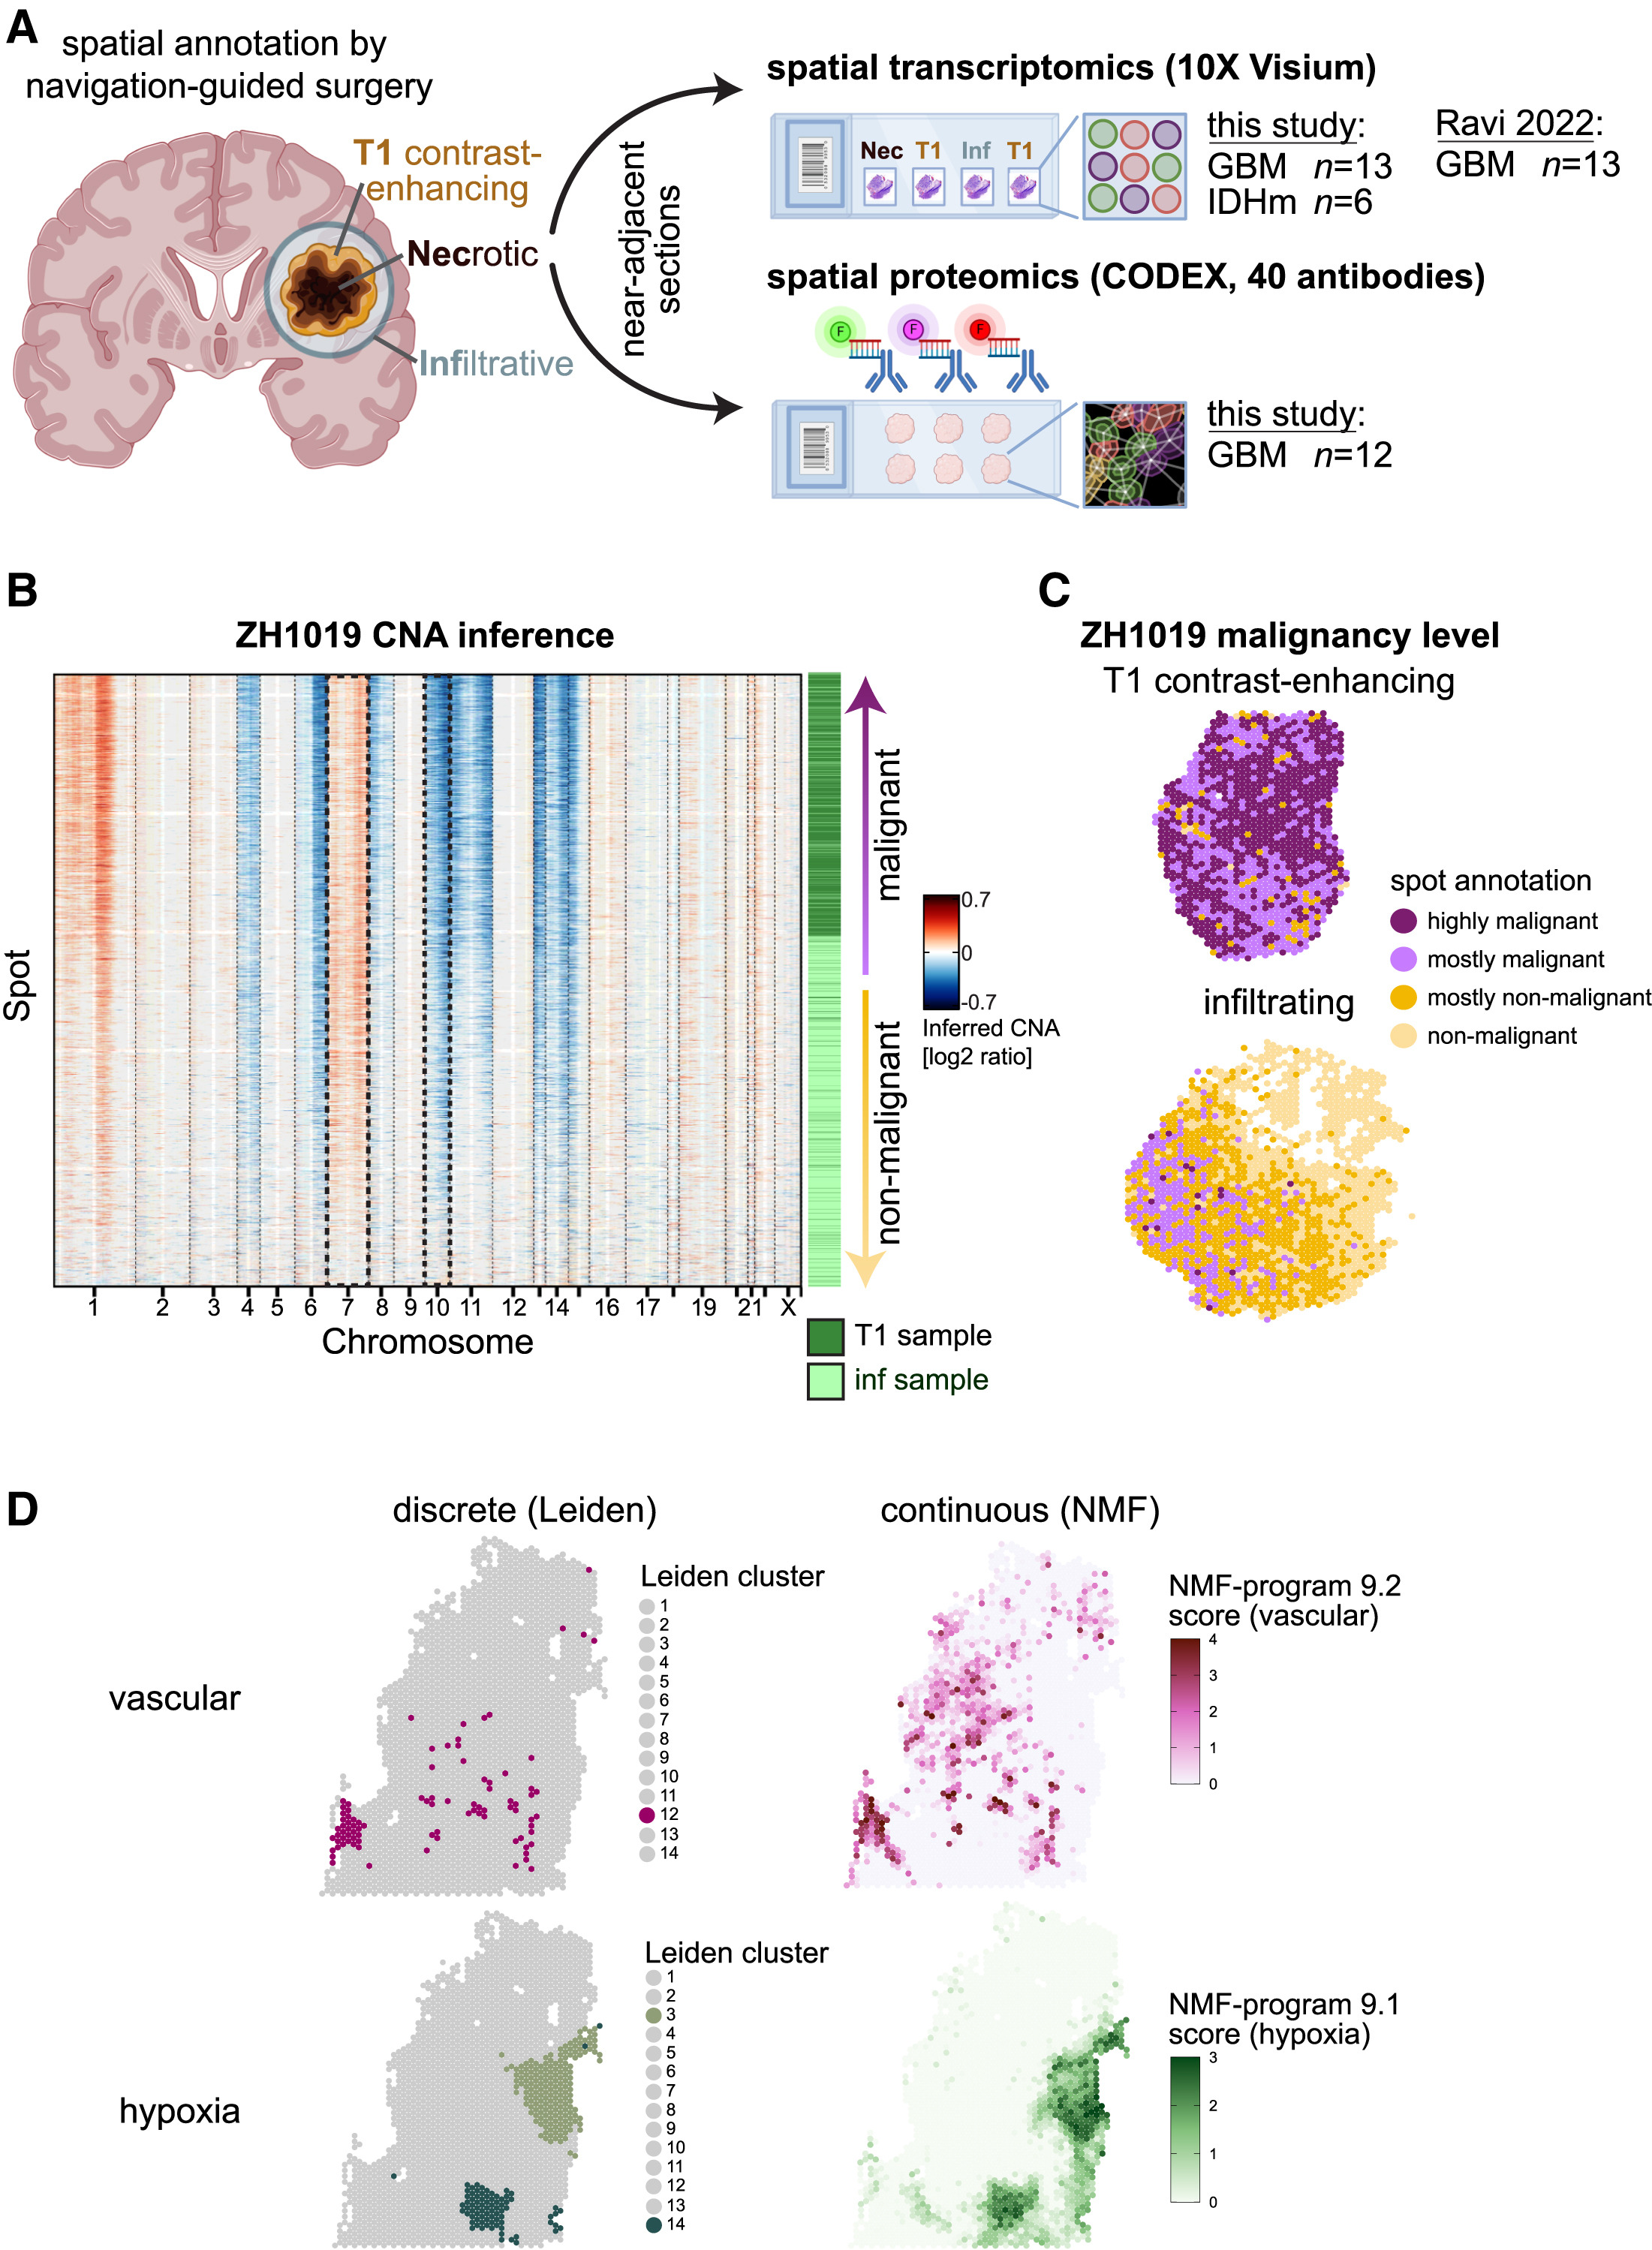 A
spatial annotation by
navigation-guided surgery
T1 contrast-
enhancing
Necrotic
Infiltrative
near-adjacent
sections
spatial transcriptomics (10X Visium)
Nec T1 Inf T1
this study:
GBM n=13
IDHm n=6
Ravi 2022:
GBM n=13
spatial proteomics (CODEX, 40 antibodies)
F F F
this study:
GBM n=12
B
ZH1019 CNA inference
Spot
1 2 3 4 5 6 7 8 9 10 11 12 14 16 17 19 21 X
Chromosome
malignant
non-malignant
0.7
0
-0.7
Inferred CNA
[log2 ratio]
T1 sample
inf sample
C
ZH1019 malignancy level
T1 contrast-enhancing
infiltrating
spot annotation
highly malignant
mostly malignant
mostly non-malignant
non-malignant
D
discrete (Leiden)
continuous (NMF)
vascular
Leiden cluster
1
2
3
4
5
6
7
8
9
10
11
12
13
14
NMF-program 9.2
score (vascular)
4
3
2
1
0
hypoxia
Leiden cluster
1
2
3
4
5
6
7
8
9
10
11
12
13
14
NMF-program 9.1
score (hypoxia)
3
2
1
0